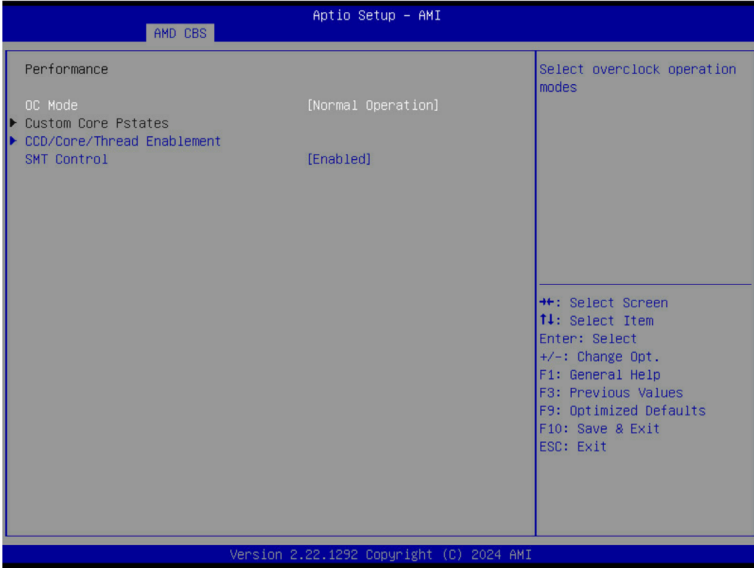 Aptio Setup – AMI
AMD CBS
Performance
OC Mode [Normal Operation]
Custom Core Pstates
CCD/Core/Thread Enablement
SMT Control [Enabled]
Select overclock operation
modes
→←: Select Screen
↑↓: Select Item
Enter: Select
+/-: Change Opt.
F1: General Help
F3: Previous Values
F9: Optimized Defaults
F10: Save & Exit
ESC: Exit
Version 2.22.1292 Copyright (C) 2024 AMI